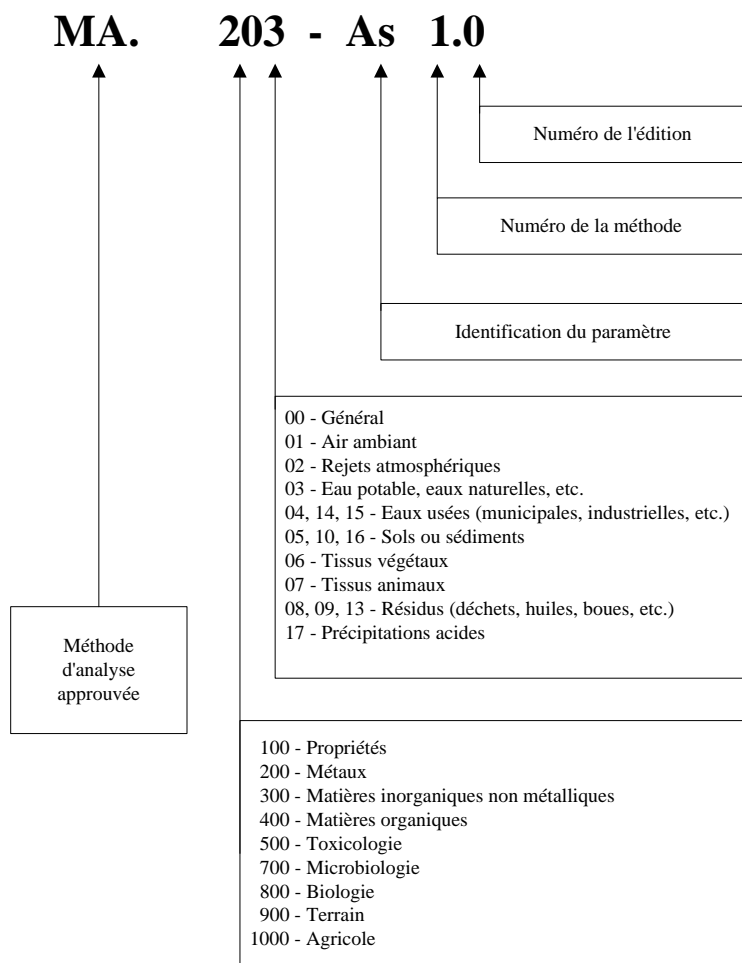 MA. 203 - As 1.0
Numéro de l'édition
Numéro de la méthode
Identification du paramètre
00 - Général
01 - Air ambiant
02 - Rejets atmosphériques
03 - Eau potable, eaux naturelles, etc.
04, 14, 15 - Eaux usées (municipales, industrielles, etc.)
05, 10, 16 - Sols ou sédiments
06 - Tissus végétaux
07 - Tissus animaux
08, 09, 13 - Résidus (déchets, huiles, boues, etc.)
17 - Précipitations acides
Méthode
d'analyse
approuvée
100 - Propriétés
200 - Métaux
300 - Matières inorganiques non métalliques
400 - Matières organiques
500 - Toxicologie
700 - Microbiologie
800 - Biologie
900 - Terrain
1000 - Agricole